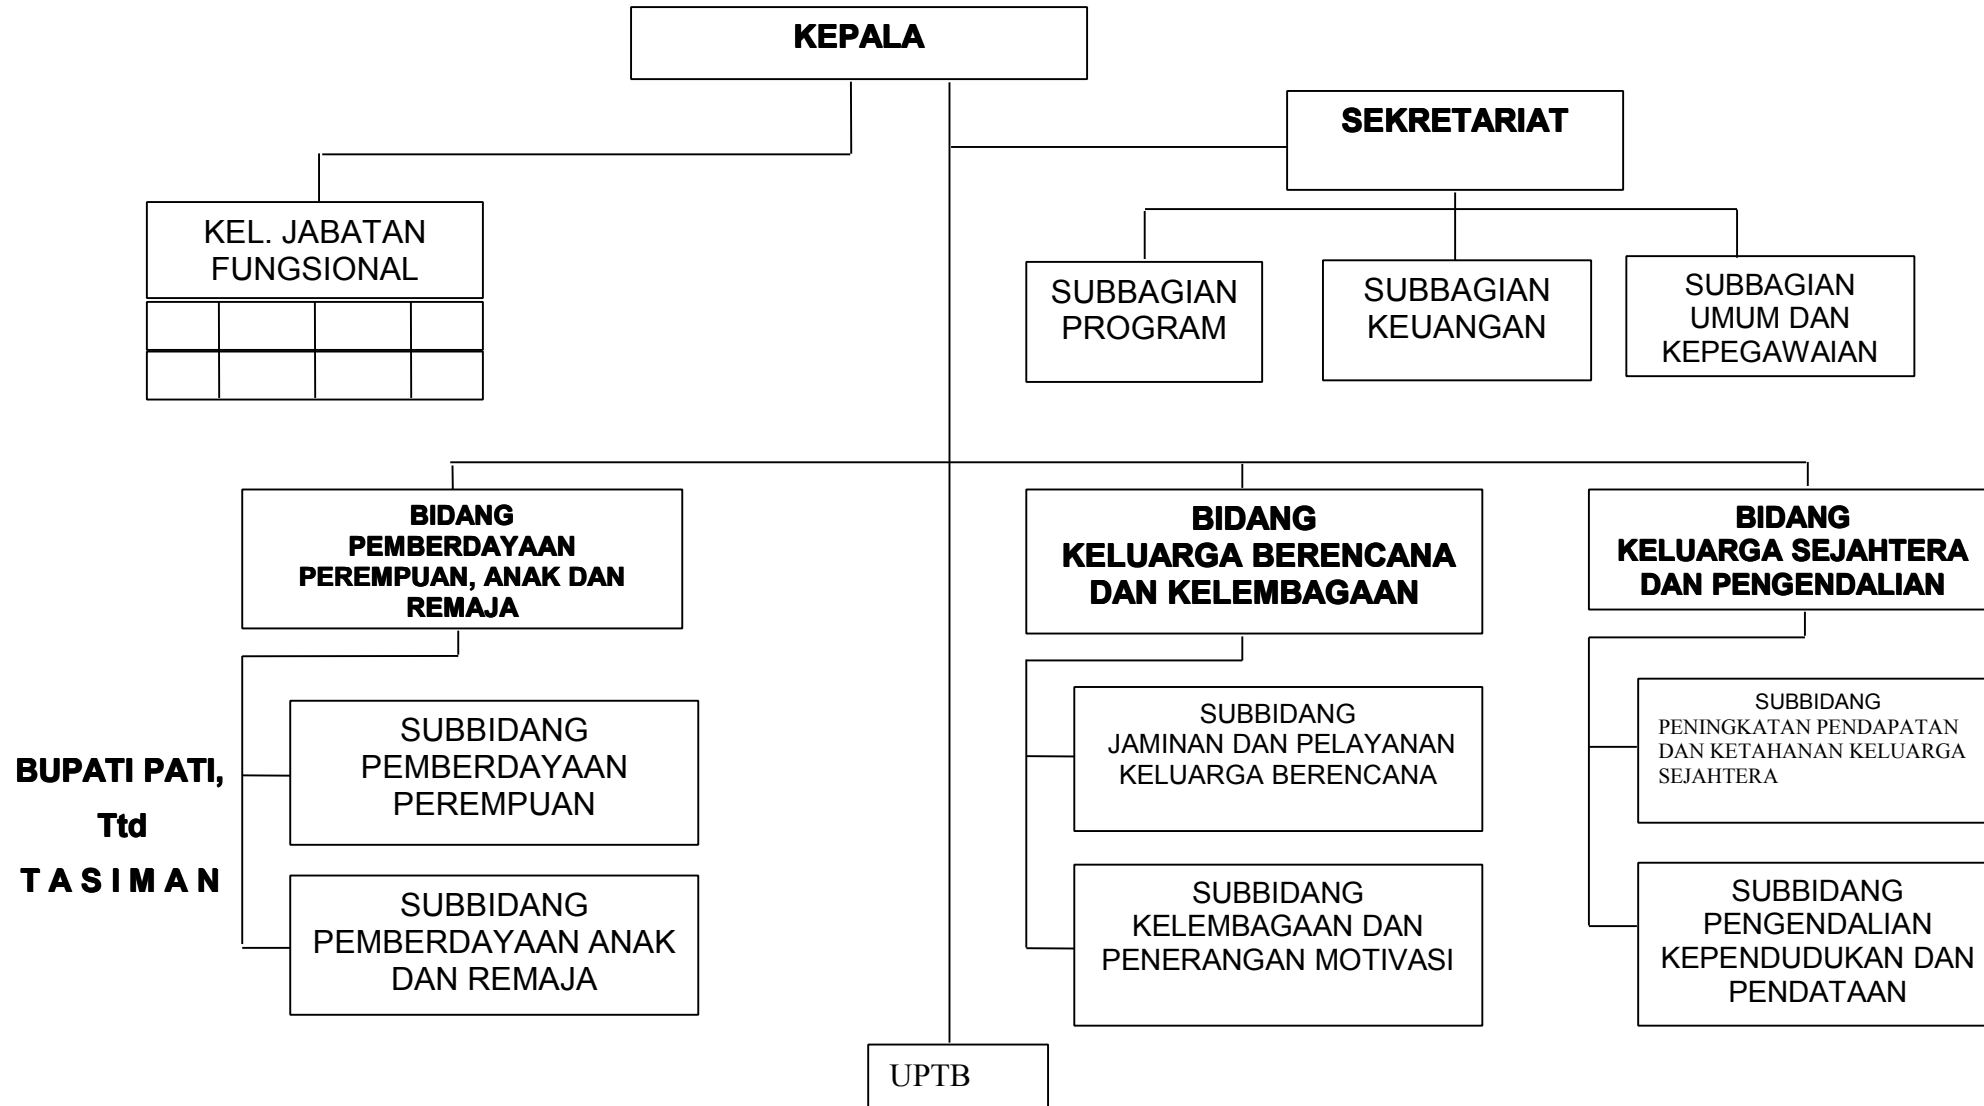 KEPALA
SEKRETARIAT
KEL. JABATAN
FUNGSIONAL
SUBBAGIAN
PROGRAM
SUBBAGIAN
KEUANGAN
SUBBAGIAN
UMUM DAN
KEPEGAWAIAN
BIDANG
PEMBERDAYAAN
PEREMPUAN, ANAK DAN
REMAJA
BIDANG
KELUARGA BERENCANA
DAN KELEMBAGAAN
BIDANG
KELUARGA SEJAHTERA
DAN PENGENDALIAN
SUBBIDANG
PEMBERDAYAAN
PEREMPUAN
SUBBIDANG
JAMINAN DAN PELAYANAN
KELUARGA BERENCANA
SUBBIDANG
PENINGKATAN PENDAPATAN
DAN KETAHANAN KELUARGA
SEJAHTERA
BUPATI PATI,
Ttd
T A S I M A N
SUBBIDANG
PEMBERDAYAAN ANAK
DAN REMAJA
SUBBIDANG
KELEMBAGAAN DAN
PENERANGAN MOTIVASI
SUBBIDANG
PENGENDALIAN
KEPENDUDUKAN DAN
PENDATAAN
UPTB